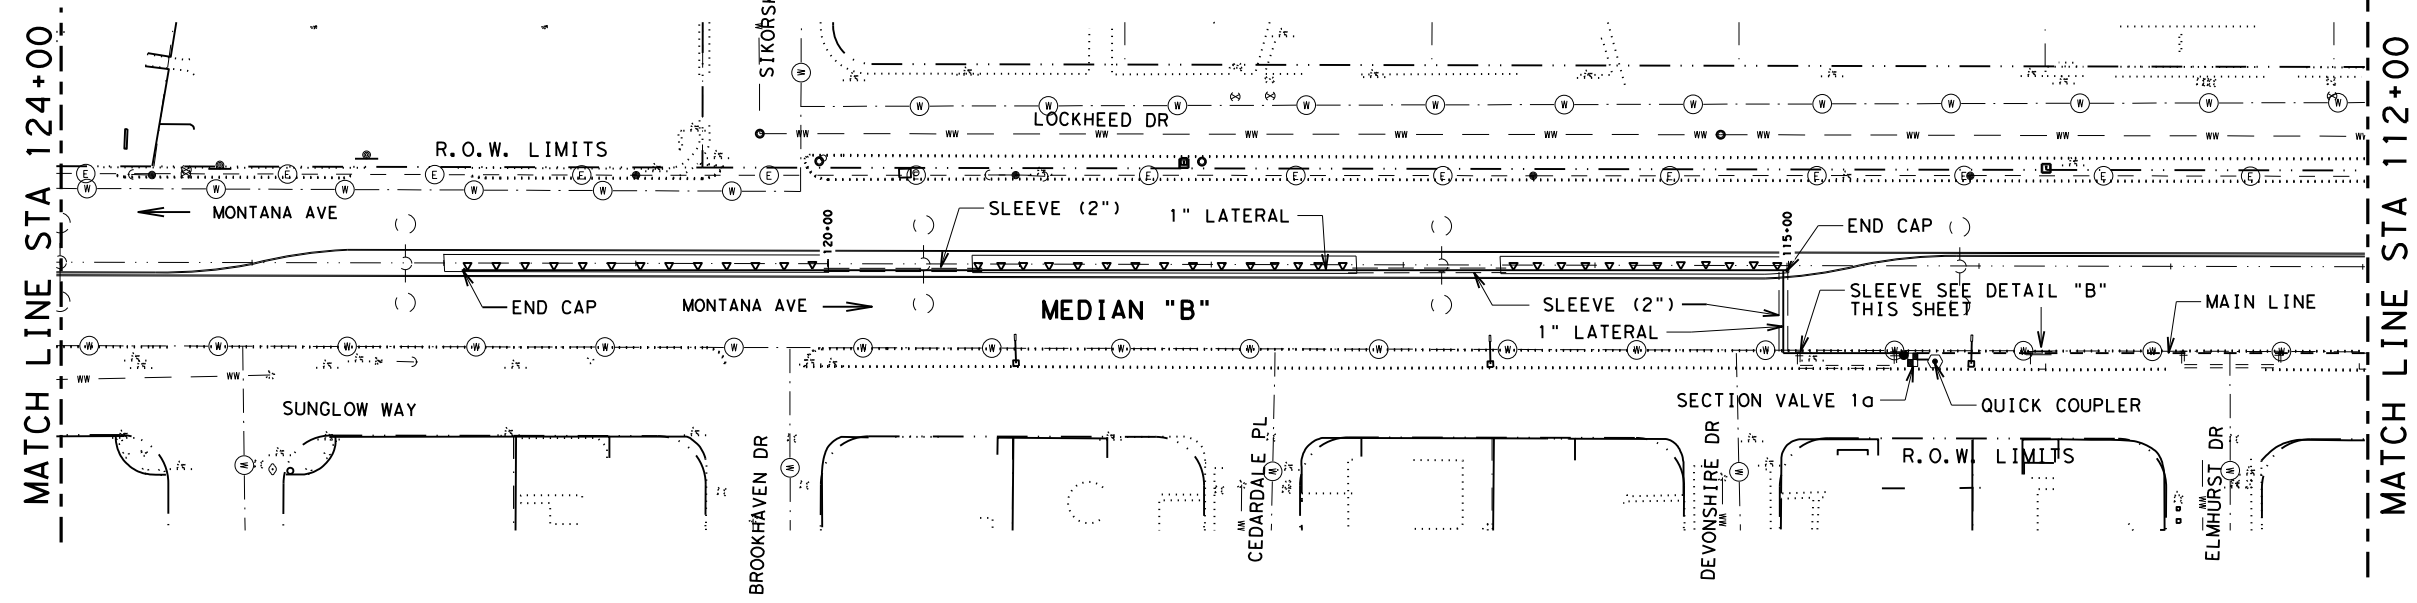 MATCH LINE STA 124+00
MATCH LINE STA 112+00
LOCKHEED DR
R.O.W. LIMITS
MONTANA AVE
120+00
SLEEVE (2")
1" LATERAL
115+00
END CAP
END CAP
MONTANA AVE
MEDIAN "B"
SLEEVE (2")
1" LATERAL
SLEEVE SEE DETAIL "B"
THIS SHEET
MAIN LINE
SUNGLOW WAY
SECTION VALVE 1a
QUICK COUPLER
R.O.W. LIMITS
BROOKHAVEN DR
CEDARDALE PL
DEVONSHIRE DR
ELMHURST DR